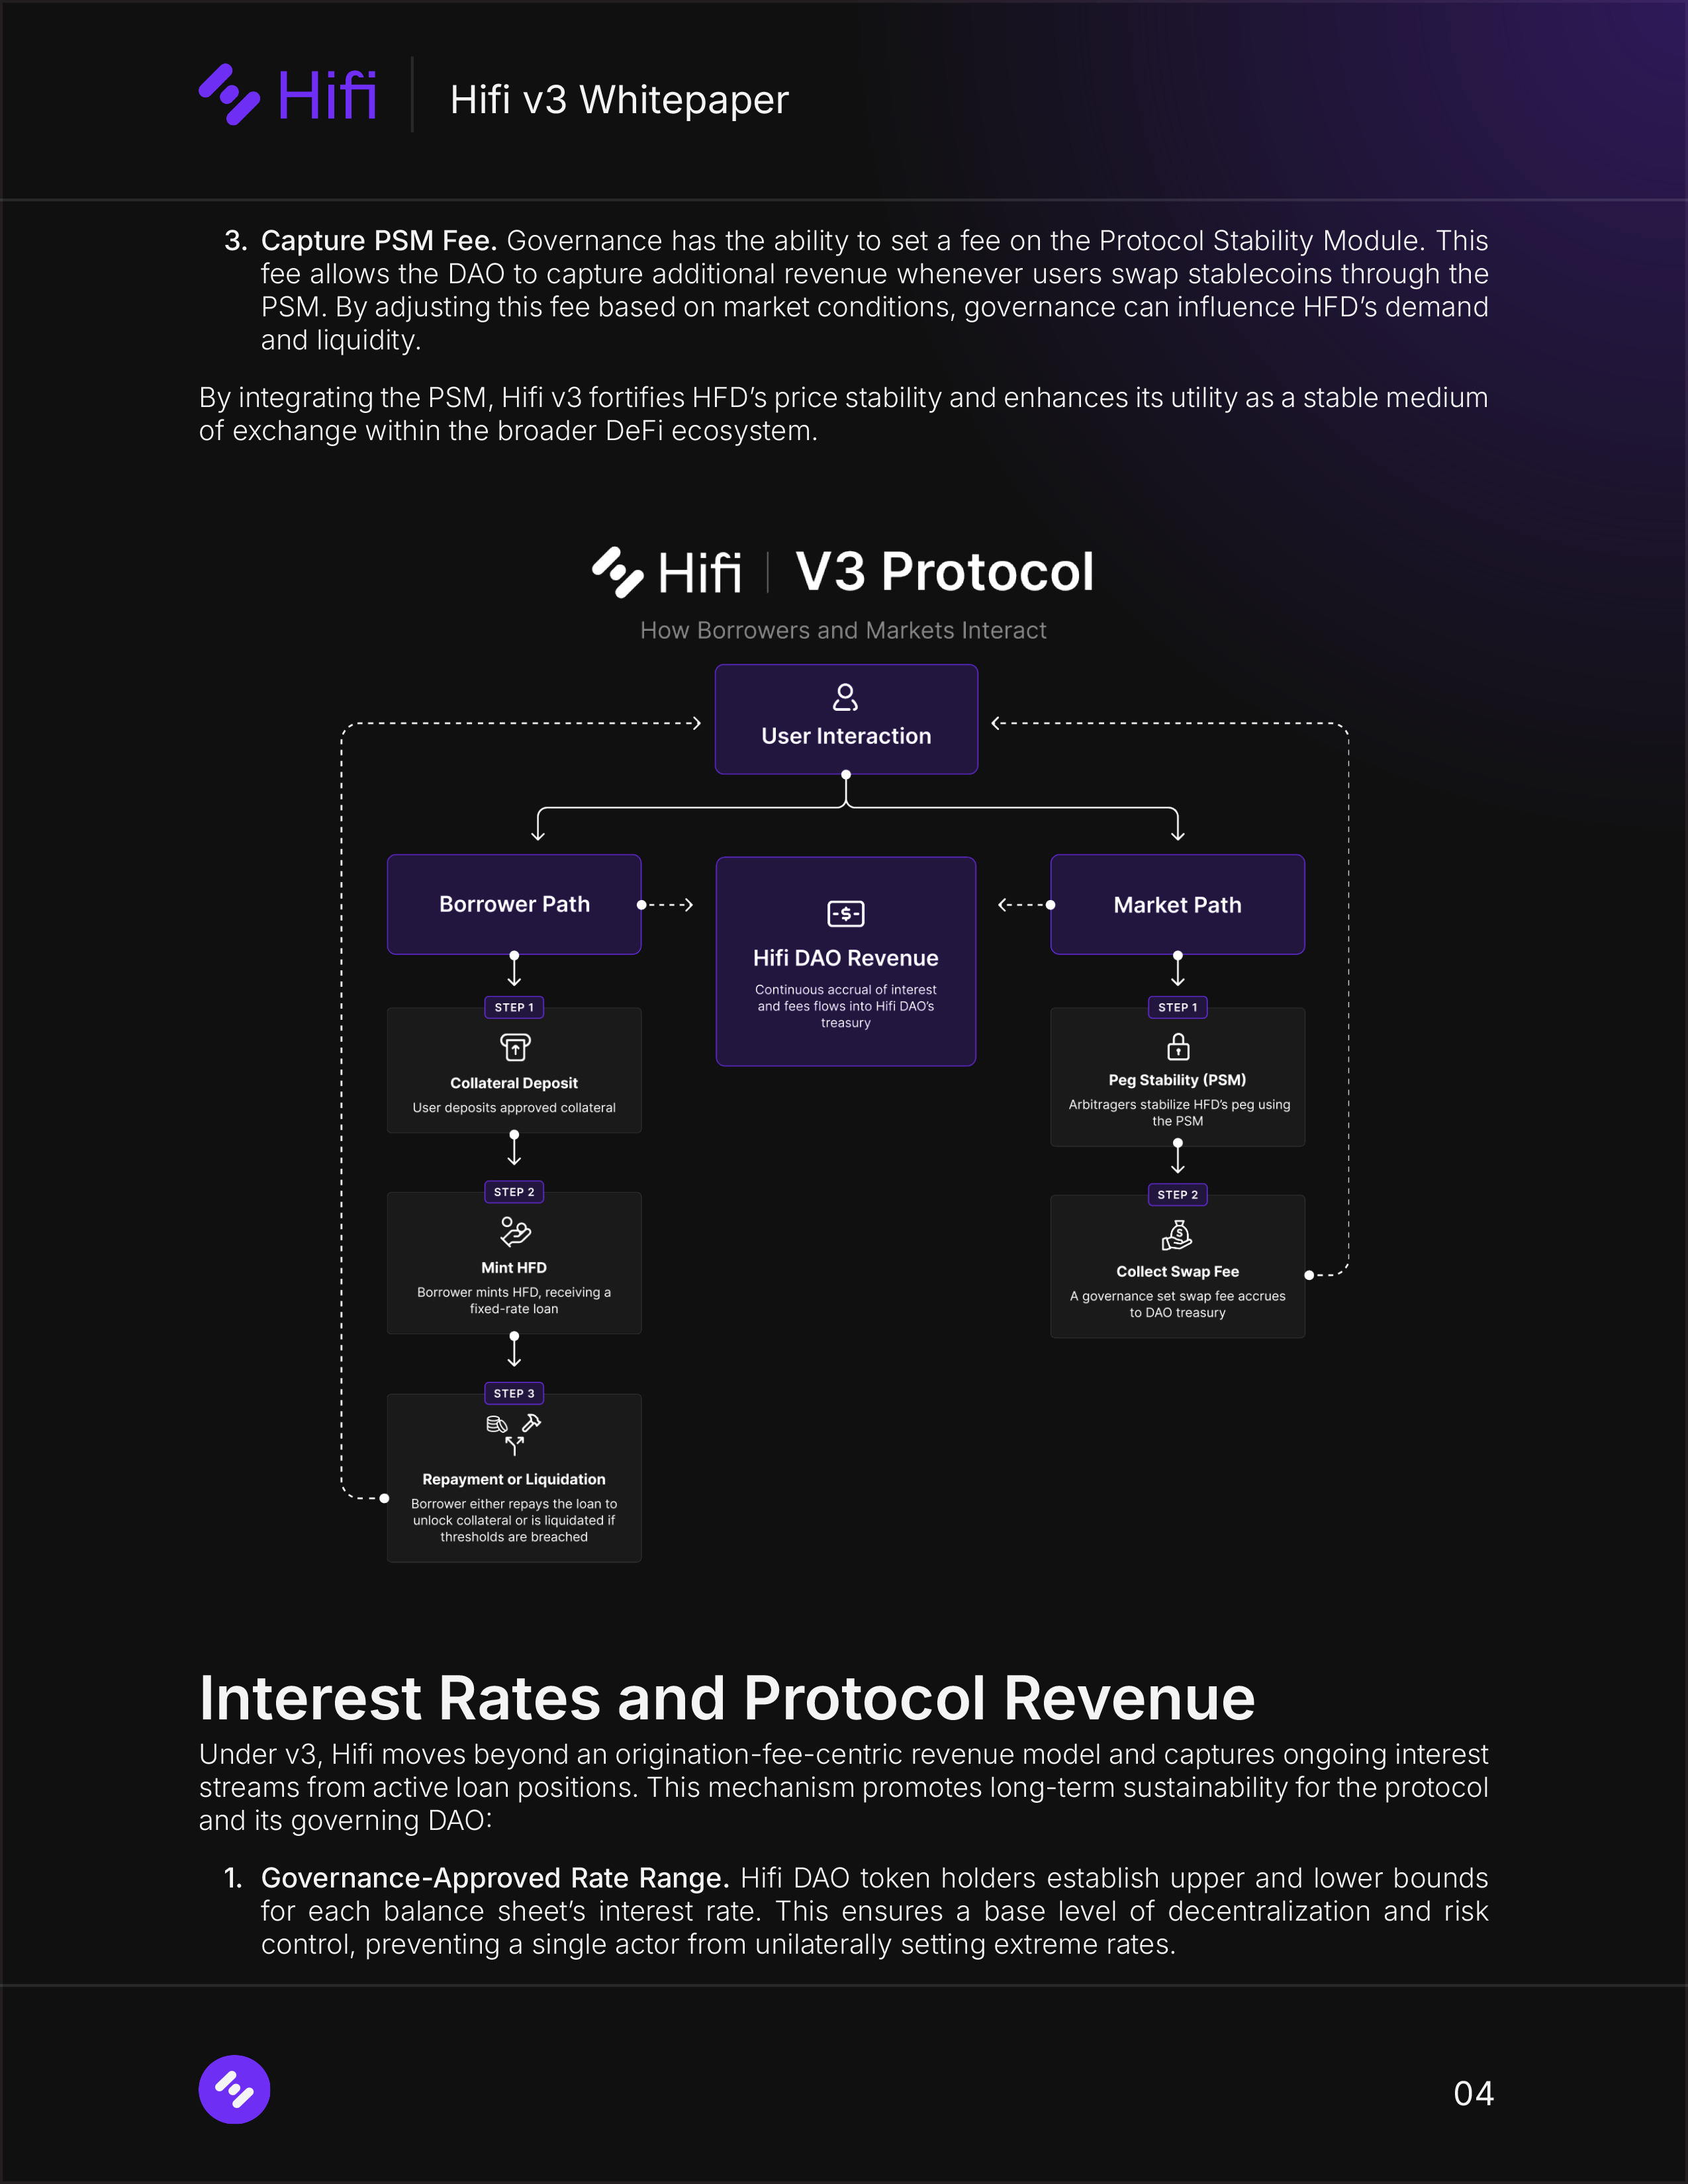 Hifi
Hifi v3 Whitepaper
3. Capture PSM Fee. Governance has the ability to set a fee on the Protocol Stability Module. This
fee allows the DAO to capture additional revenue whenever users swap stablecoins through the
PSM. By adjusting this fee based on market conditions, governance can influence HFD’s demand
and liquidity.
By integrating the PSM, Hifi v3 fortifies HFD’s price stability and enhances its utility as a stable medium
of exchange within the broader DeFi ecosystem.
Hifi
V3 Protocol
How Borrowers and Markets Interact
User Interaction
Borrower Path
STEP 1
Collateral Deposit
User deposits approved collateral
STEP 2
Mint HFD
Borrower mints HFD, receiving a
fixed-rate loan
STEP 3
Repayment or Liquidation
Borrower either repays the loan to
unlock collateral or is liquidated if
thresholds are breached
Hifi DAO Revenue
Continuous accrual of interest
and fees flows into Hifi DAO’s
treasury
Market Path
STEP 1
Peg Stability (PSM)
Arbitragers stabilize HFD’s peg using
the PSM
STEP 2
Collect Swap Fee
A governance set swap fee accrues
to DAO treasury
Interest Rates and Protocol Revenue
Under v3, Hifi moves beyond an origination-fee-centric revenue model and captures ongoing interest
streams from active loan positions. This mechanism promotes long-term sustainability for the protocol
and its governing DAO:
1. Governance-Approved Rate Range. Hifi DAO token holders establish upper and lower bounds
for each balance sheet’s interest rate. This ensures a base level of decentralization and risk
control, preventing a single actor from unilaterally setting extreme rates.
04